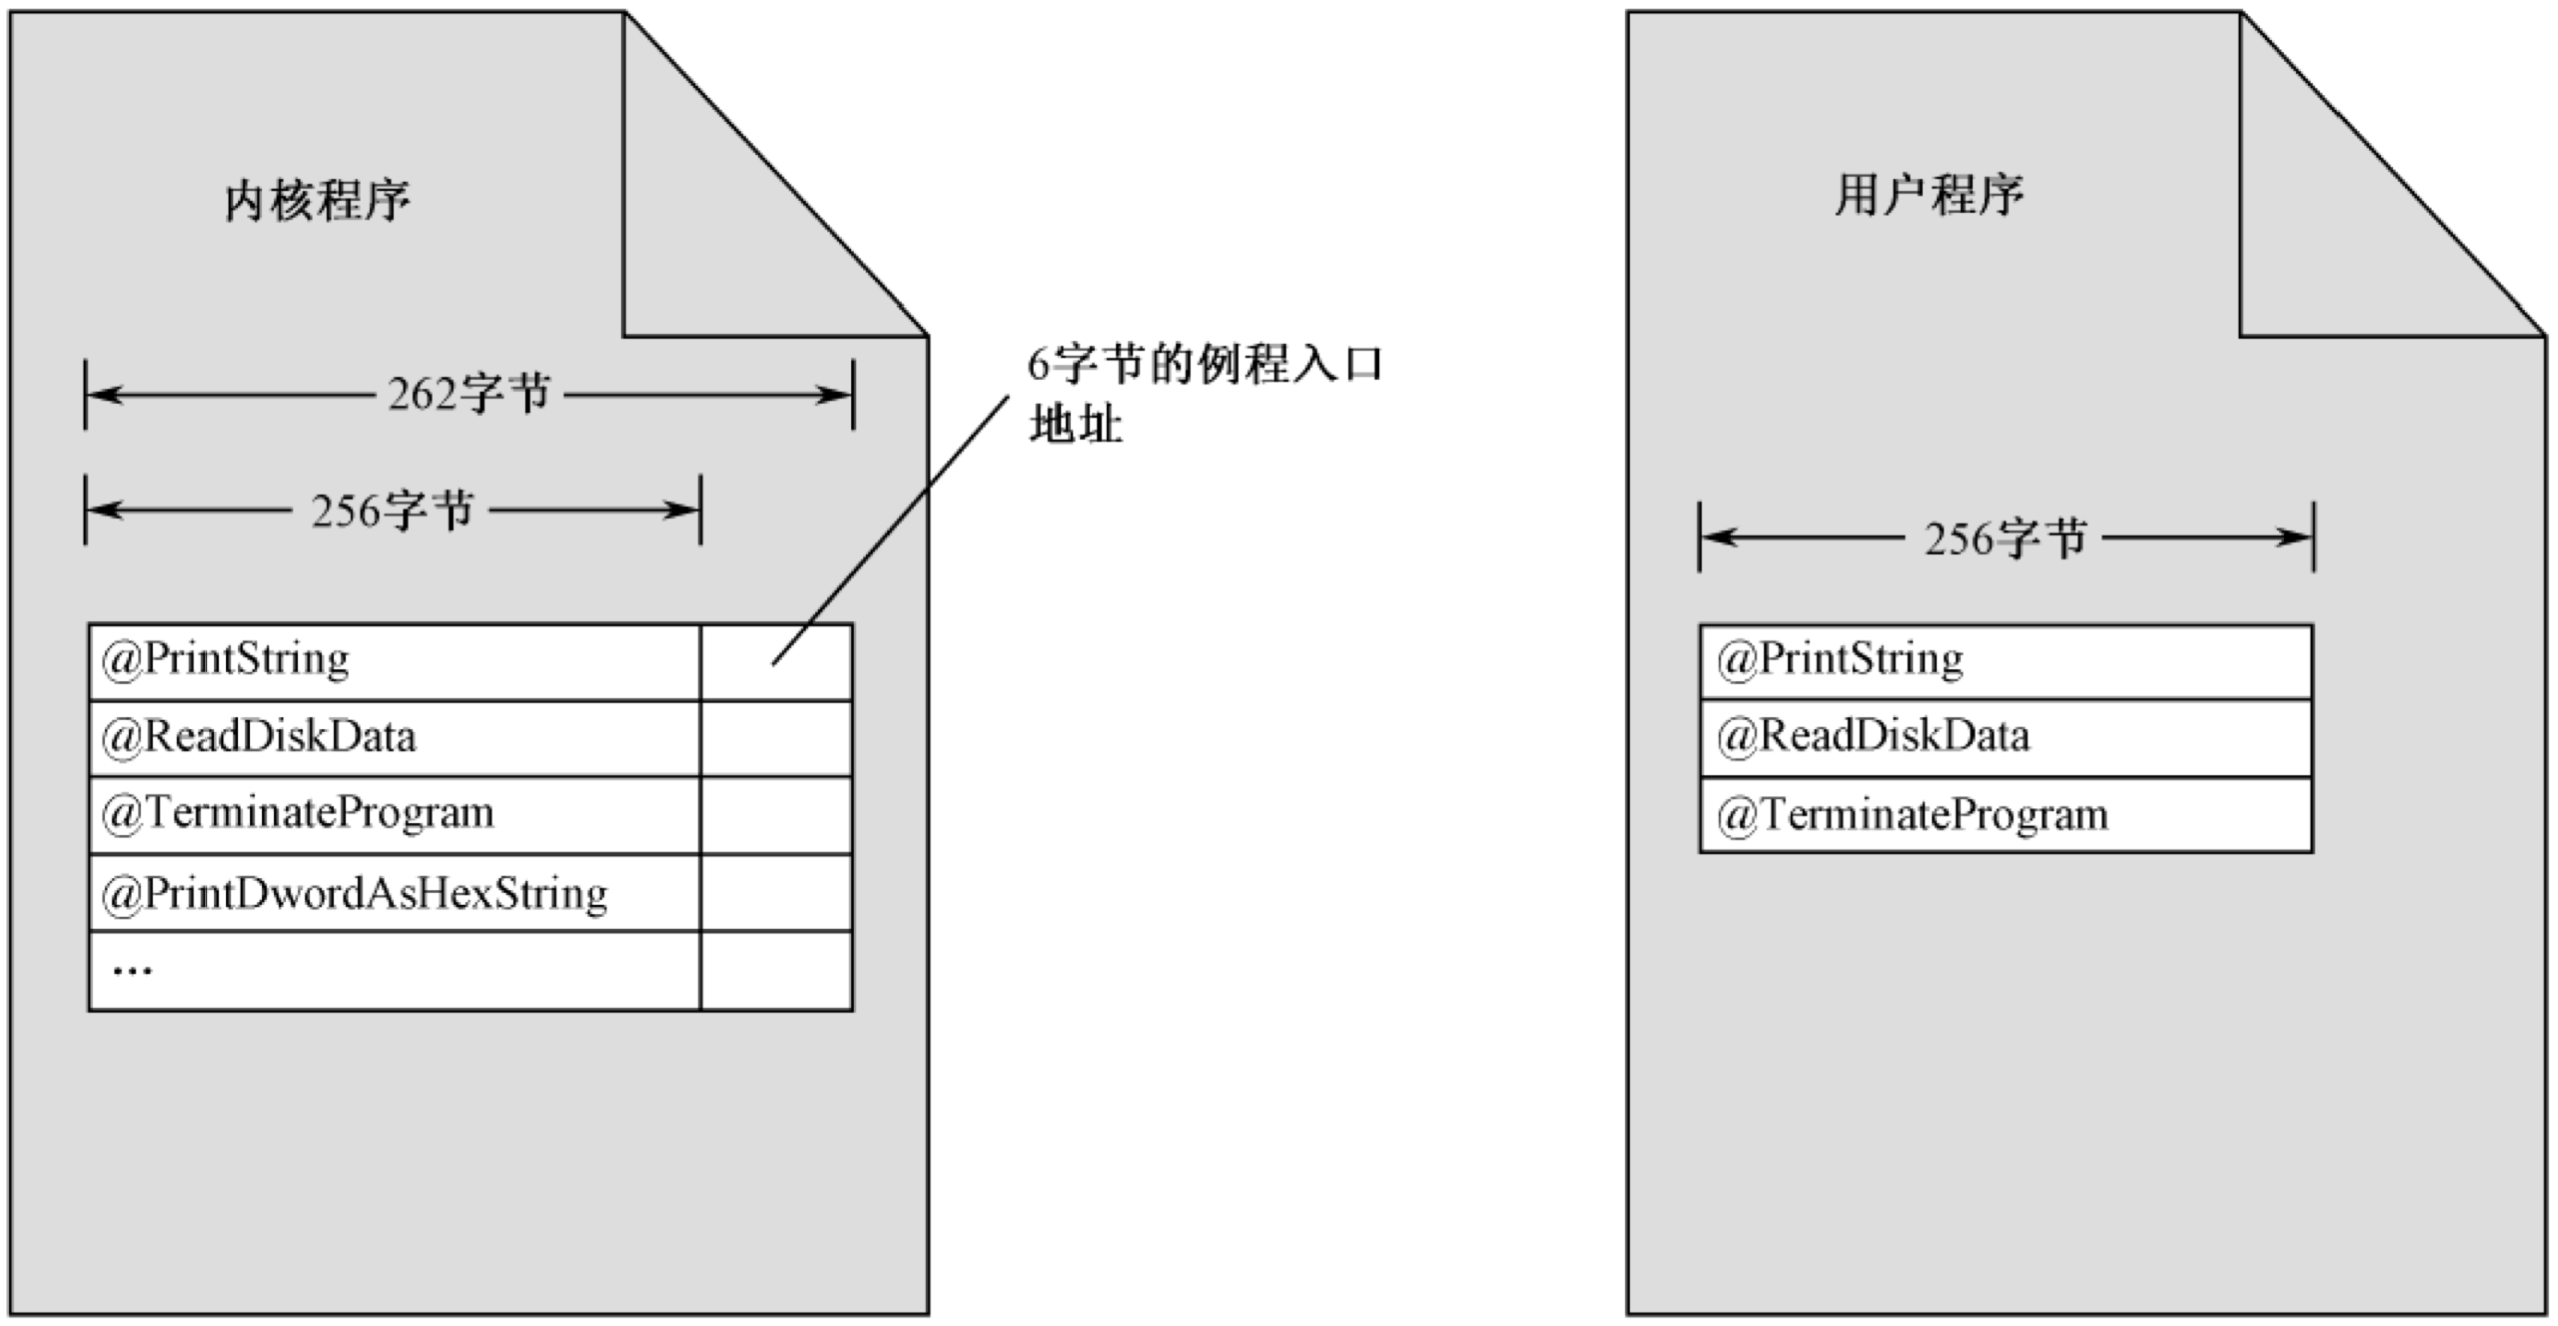 内核程序
262字节
256字节
6字节的例程入口
地址
@PrintString
@ReadDiskData
@TerminateProgram
@PrintDwordAsHexString
...
用户程序
256字节
@PrintString
@ReadDiskData
@TerminateProgram